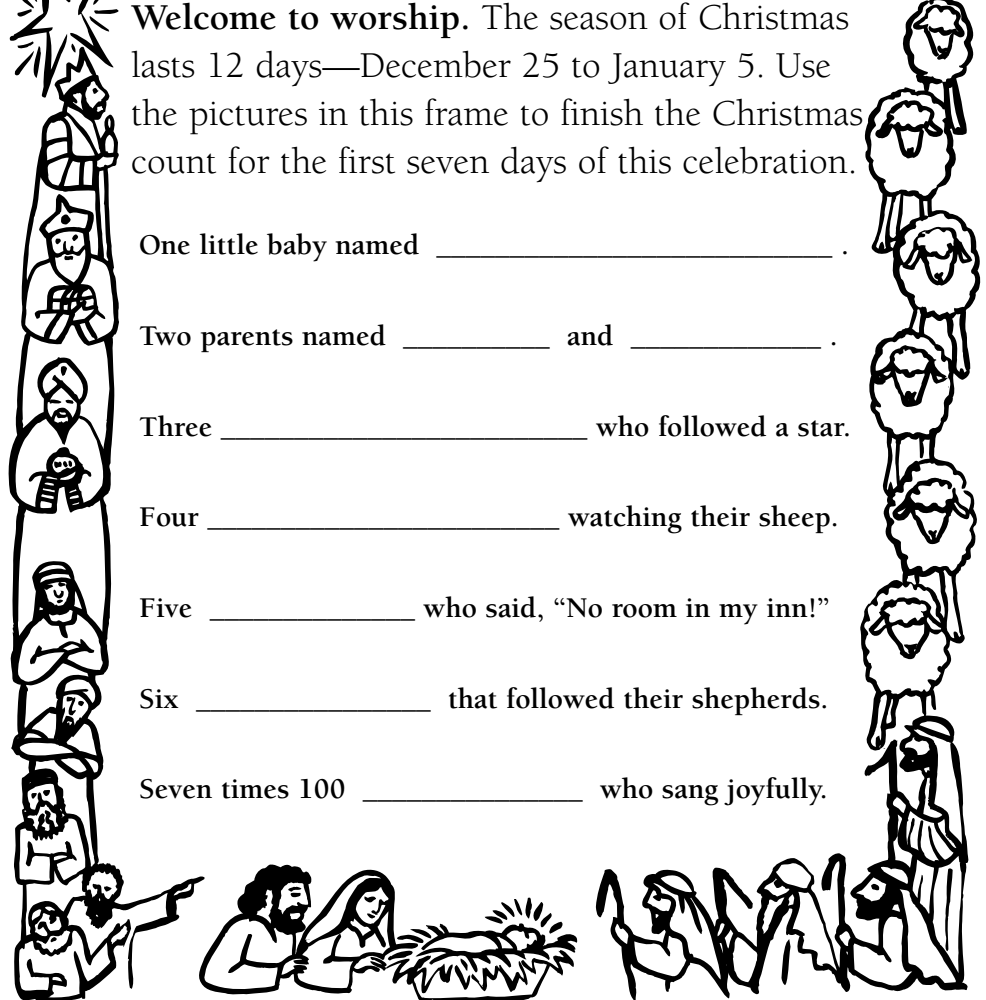 Welcome to worship. The season of Christmas
lasts 12 days—December 25 to January 5. Use
the pictures in this frame to finish the Christmas
count for the first seven days of this celebration.
One little baby named ___________________________ .
Two parents named __________ and _____________ .
Three _________________________ who followed a star.
Four ________________________ watching their sheep.
Five ______________ who said, “No room in my inn!”
Six ________________ that followed their shepherds.
Seven times 100 _______________ who sang joyfully.